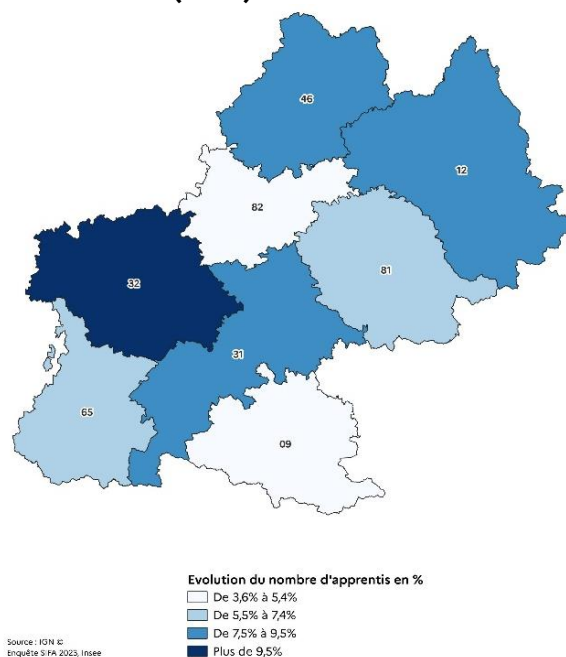 46
12
82
81
32
31
65
09
Evolution du nombre d'apprentis en %
De 3,6% à 5,4%
De 5,5% à 7,4%
De 7,5% à 9,5%
Plus de 9,5%
Source : IGN ©
Enquête SIFA 2023, Insee